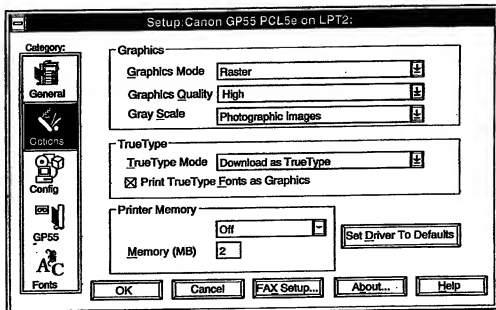 Setup:Canon GP55 PCL5e on LPT2:
Category:
General
Options
Config
GP55
Fonts
Graphics
Graphics Mode Raster
Graphics Quality High
Gray Scale Photographic Images
TrueType
TrueType Mode Download as TrueType
Print TrueType Fonts as Graphics
Printer Memory
Off
Memory (MB) 2
Set Driver To Defaults
OK Cancel FAX Setup... About... Help